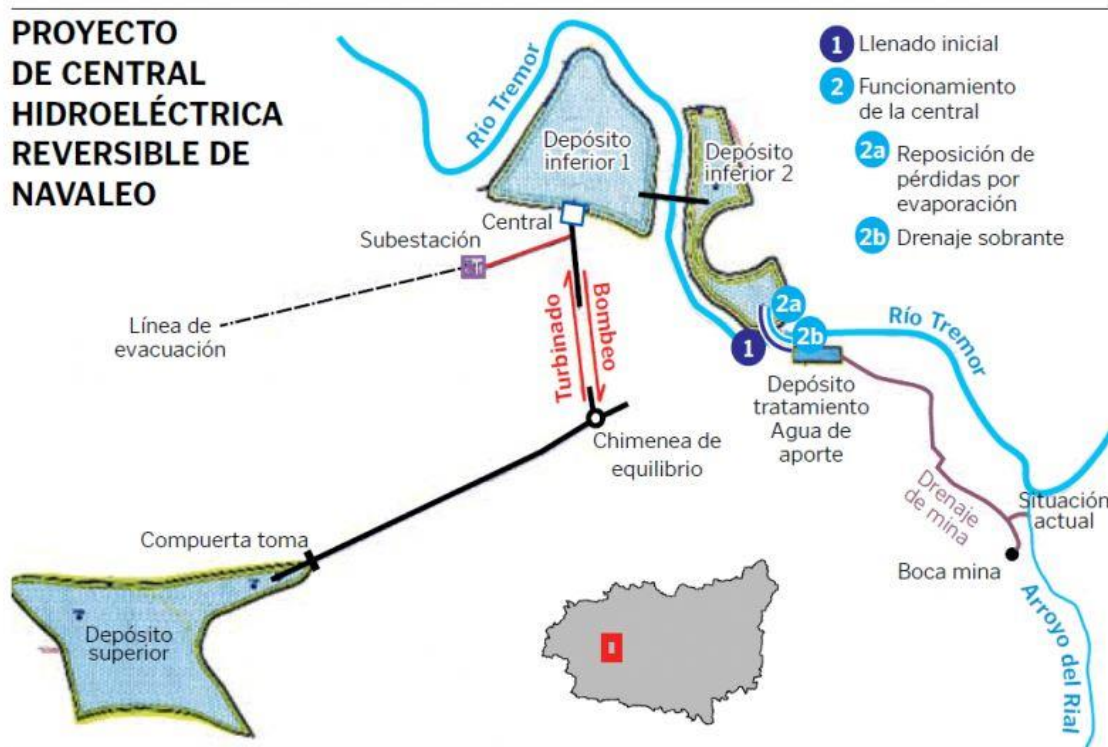 PROYECTO
DE CENTRAL
HIDROELÉCTRICA
REVERSIBLE DE
NAVALEO
1 Llenado inicial
2 Funcionamiento
de la central
2a Reposición de
pérdidas por
evaporación
2b Drenaje sobrante
Río Tremor
Depósito
inferior 1
Depósito
inferior 2
Central
Subestación
Línea de
evacuación
Turbinado
Bombeo
2a
2b
1
Río Tremor
Depósito
tratamiento
Agua de
aporte
Chimenea de
equilibrio
Drenaje
de mina
Situación
actual
Boca mina
Arroyo del Rial
Compuerta toma
Depósito
superior